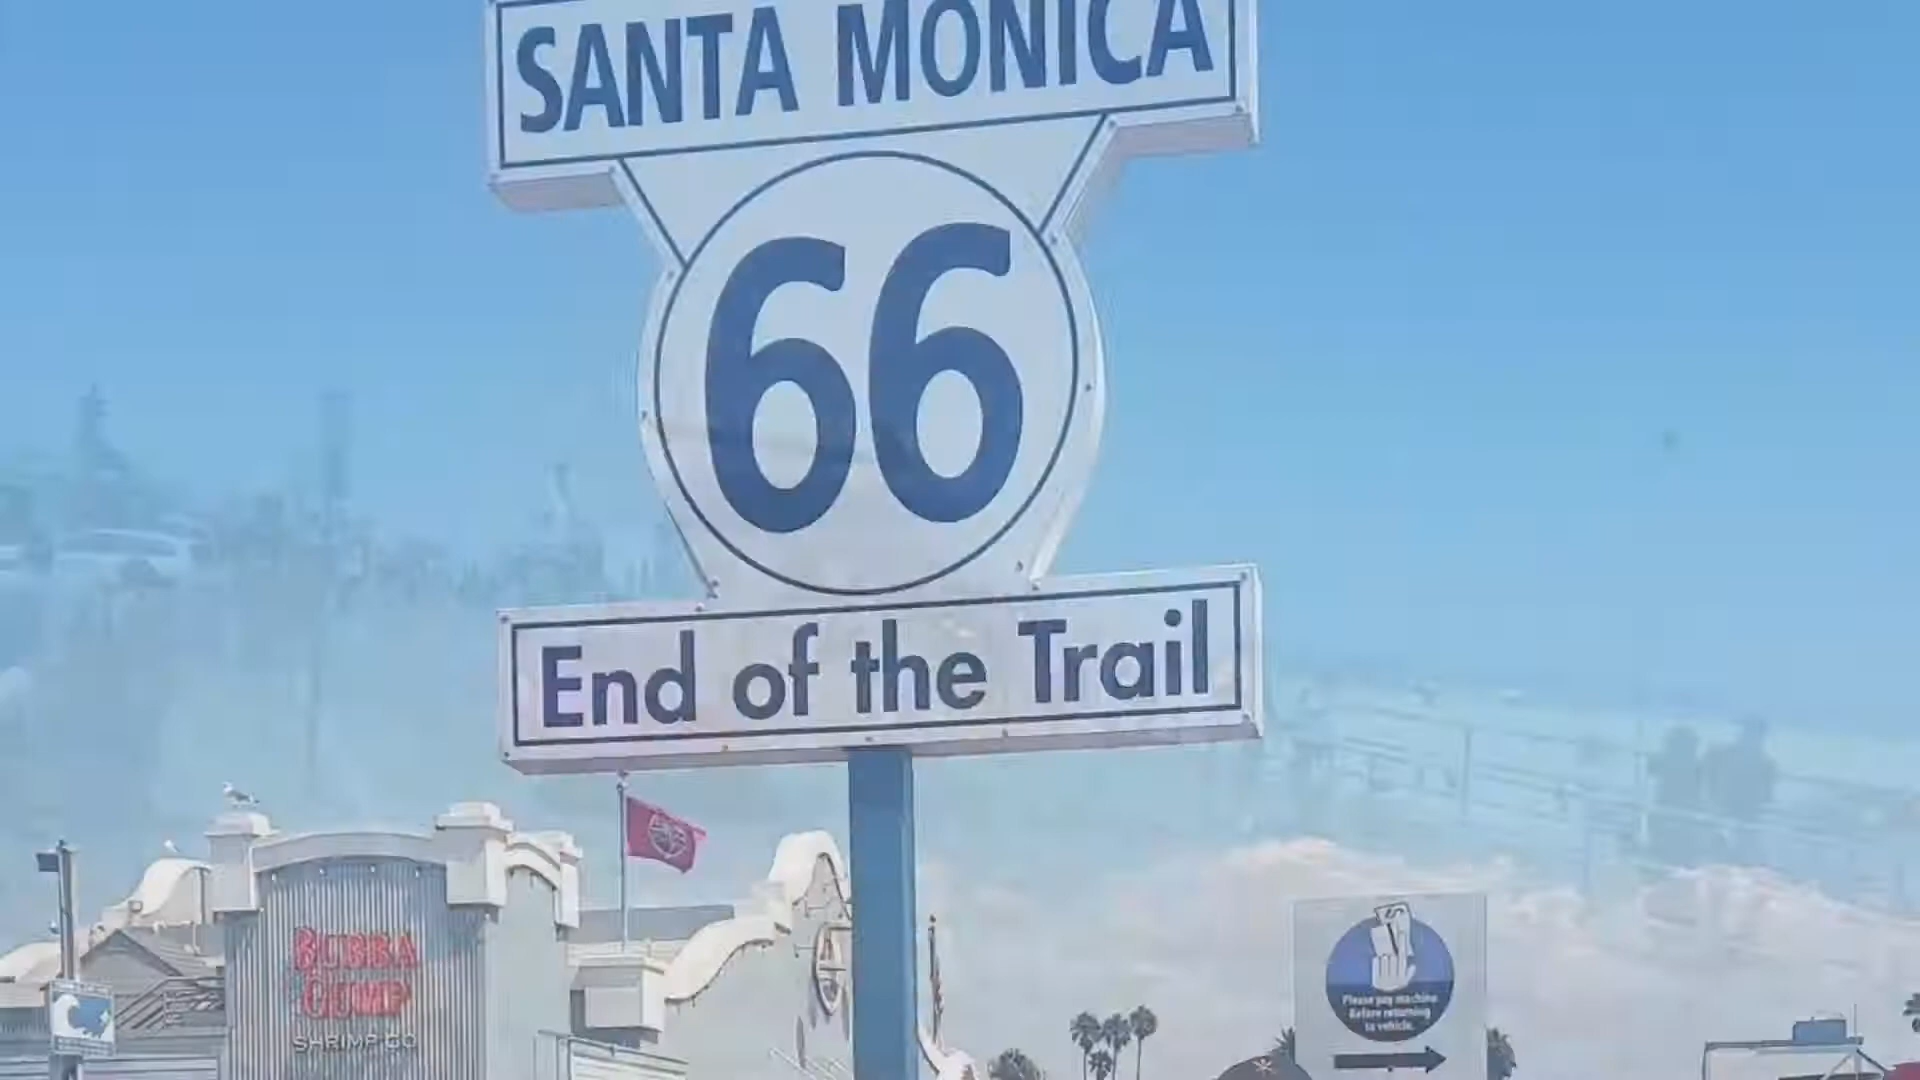 SANTA MONICA
66
End of the Trail
BUBBA
GUMP
SHRIMP CO
Please pay machine
Before returning
to vehicle.